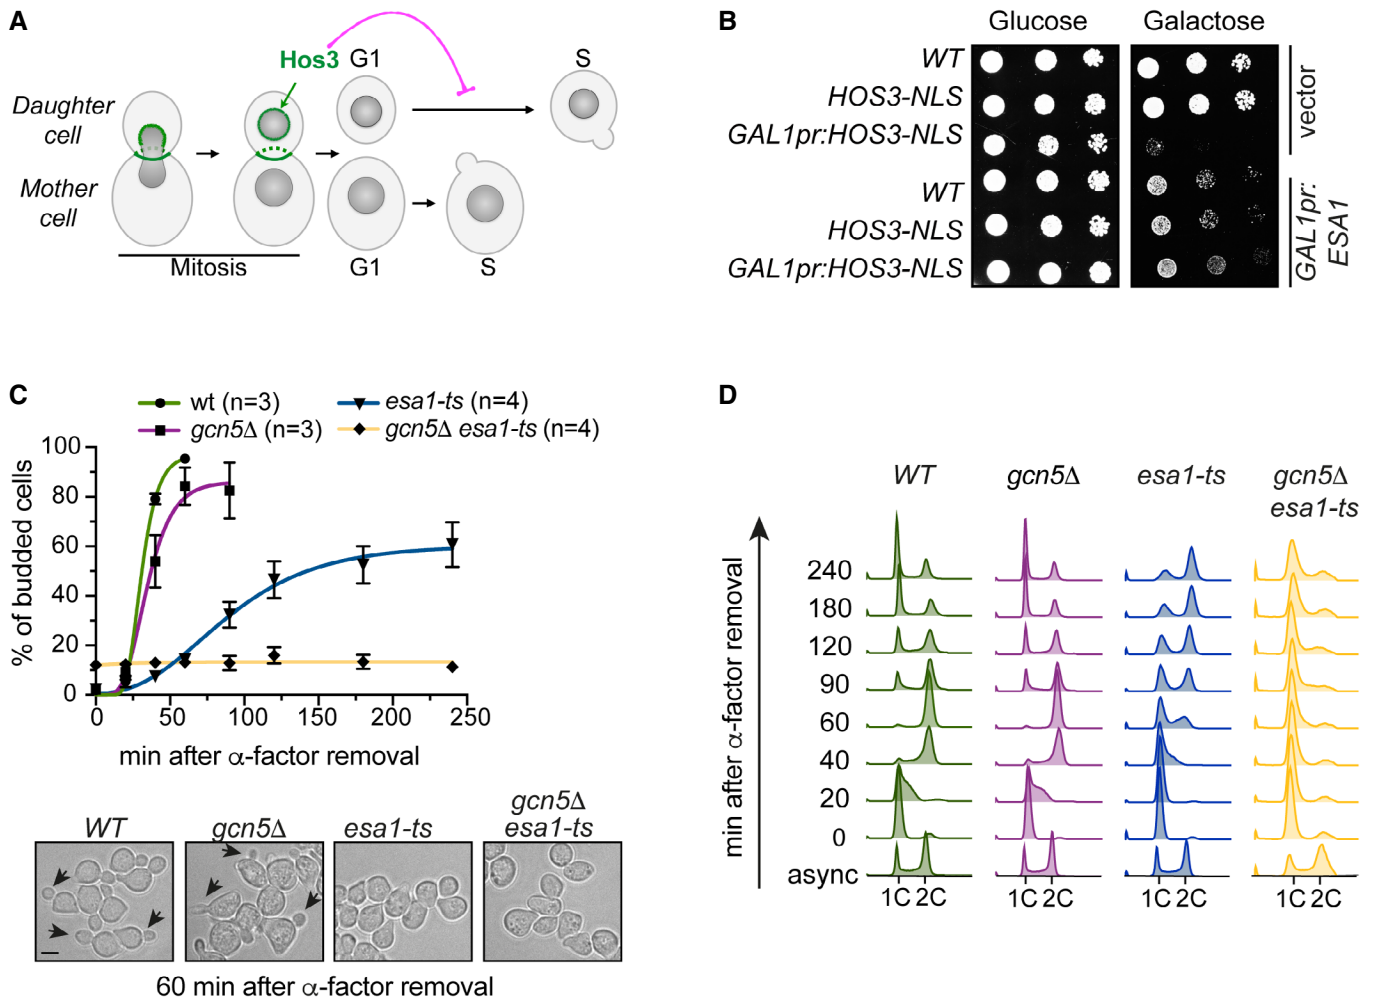 A
Hos3
G1
S
Daughter
cell
Mother
cell
Mitosis
G1
S
B
Glucose
Galactose
WT
HOS3-NLS
GAL1pr:HOS3-NLS
WT
HOS3-NLS
GAL1pr:HOS3-NLS
vector
GAL1pr:
ESA1
C
wt (n=3)
esa1-ts (n=4)
gcn5Δ (n=3)
gcn5Δ esa1-ts (n=4)
% of budded cells
100
80
60
40
20
0
0
50
100
150
200
250
min after α-factor removal
WT
gcn5Δ
esa1-ts
gcn5Δ
esa1-ts
60 min after α-factor removal
D
WT
gcn5Δ
esa1-ts
gcn5Δ
esa1-ts
min after α-factor removal
240
180
120
90
60
40
20
0
async
1C 2C
1C 2C
1C 2C
1C 2C